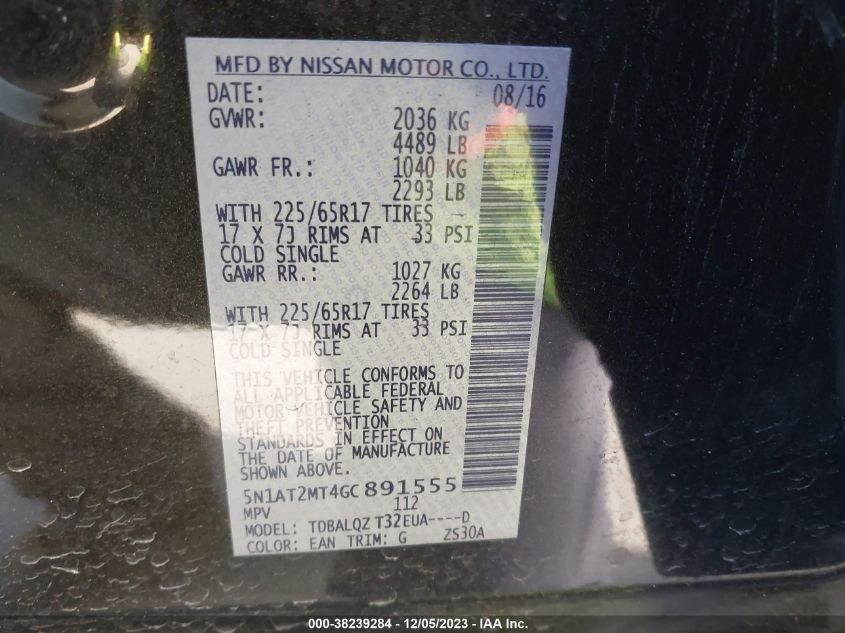 MFD BY NISSAN MOTOR CO., LTD.
DATE: 08/16
GVWR: 2036 KG
4489 LB
GAWR FR.: 1040 KG
2293 LB
WITH 225/65R17 TIRES
17 X 7J RIMS AT 33 PSI
COLD SINGLE
GAWR RR.: 1027 KG
2264 LB
WITH 225/65R17 TIRES
17 X 7J RIMS AT 33 PSI
COLD SINGLE
THIS VEHICLE CONFORMS TO
ALL APPLICABLE FEDERAL
MOTOR VEHICLE SAFETY AND
THEFT PREVENTION
STANDARDS IN EFFECT ON
THE DATE OF MANUFACTURE
SHOWN ABOVE.
5N1AT2MT4GC891555
MPV 112
MODEL: TDBALQZ T32EUA----D
COLOR: EAN TRIM: G ZS30A
000-38239284 - 12/05/2023 - IAA Inc.